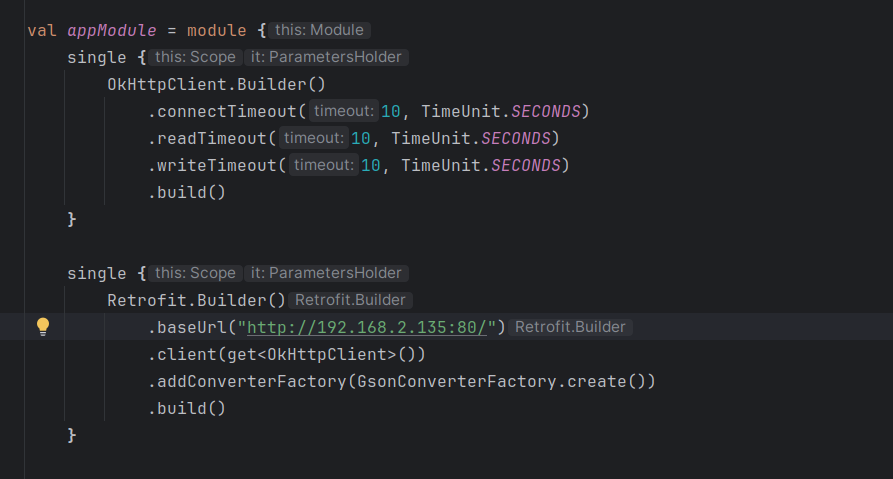 val appModule = module { this: Module
single { this: Scope it: ParametersHolder
OkHttpClient.Builder()
.connectTimeout( timeout: 10, TimeUnit.SECONDS)
.readTimeout( timeout: 10, TimeUnit.SECONDS)
.writeTimeout( timeout: 10, TimeUnit.SECONDS)
.build()
}
single { this: Scope it: ParametersHolder
Retrofit.Builder() Retrofit.Builder
.baseUrl("http://192.168.2.135:80/") Retrofit.Builder
.client(get<OkHttpClient>())
.addConverterFactory(GsonConverterFactory.create())
.build()
}